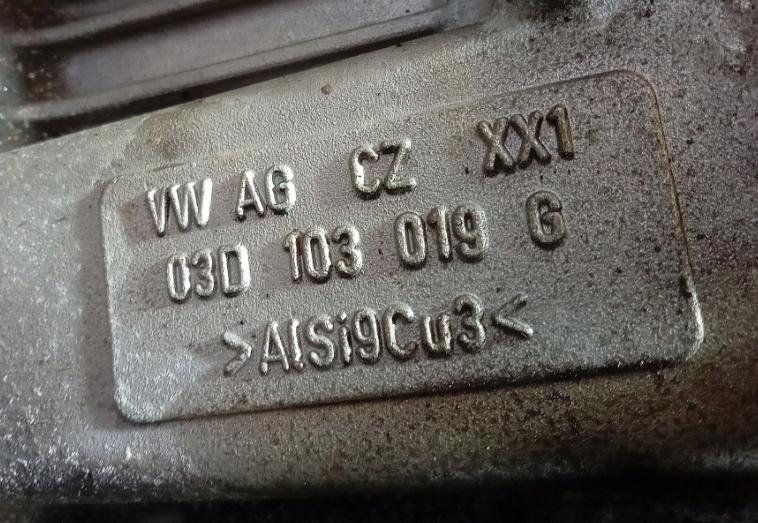 VW AG CZ XX1
03D 103 019 G
>AlSi9Cu3<